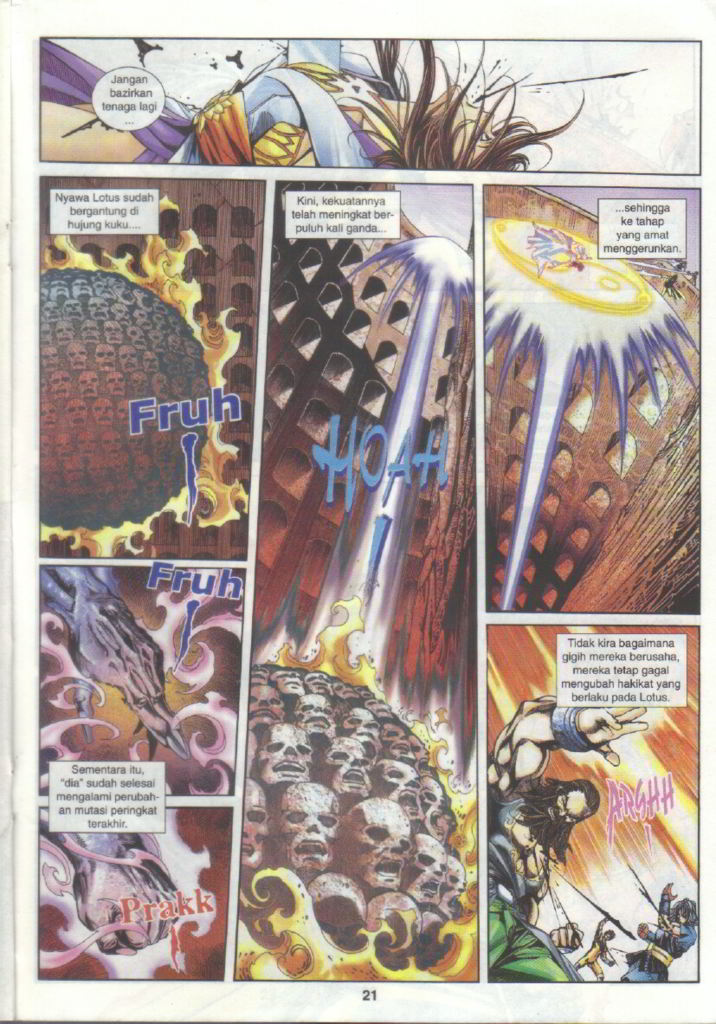 Jangan
bazirkan
tenaga lagi
...
Nyawa Lotus sudah
bergantung di
hujung kuku....
Fruh
!
Kini, kekuatannya
telah meningkat ber-
puluh kali ganda...
HOAH
!
...sehingga
ke tahap
yang amat
menggerunkan.
Fruh
!
Sementara itu,
"dia" sudah selesai
mengalami perubah-
an mutasi peringkat
terakhir.
Prakk
!
Tidak kira bagaimana
gigih mereka berusaha,
mereka tetap gagal
mengubah hakikat yang
berlaku pada Lotus.
ARGHH
!
21